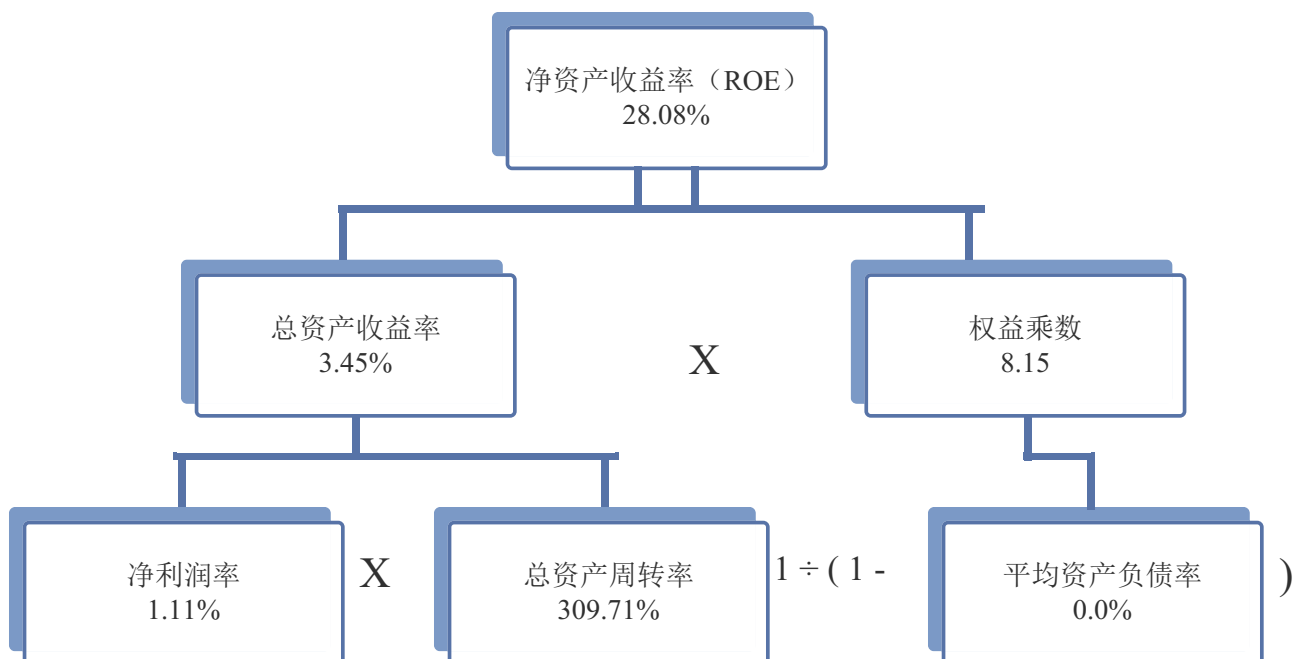 净资产收益率（ROE）
28.08%
总资产收益率
3.45%
X
权益乘数
8.15
净利润率
1.11%
X
总资产周转率
309.71%
1 ÷ ( 1 -
平均资产负债率
0.0%
)